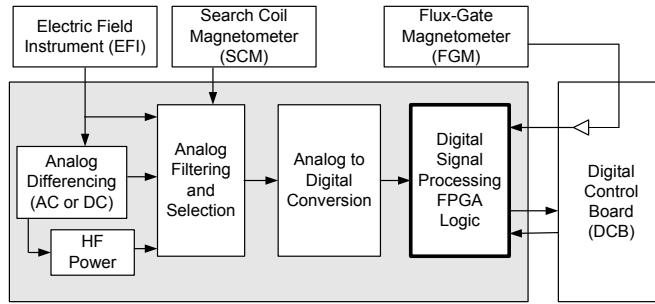 Electric Field
Instrument (EFI)
Search Coil
Magnetometer
(SCM)
Flux-Gate
Magnetometer
(FGM)
Analog
Differencing
(AC or DC)
HF
Power
Analog
Filtering
and
Selection
Analog to
Digital
Conversion
Digital
Signal
Processing
FPGA
Logic
Digital
Control
Board
(DCB)